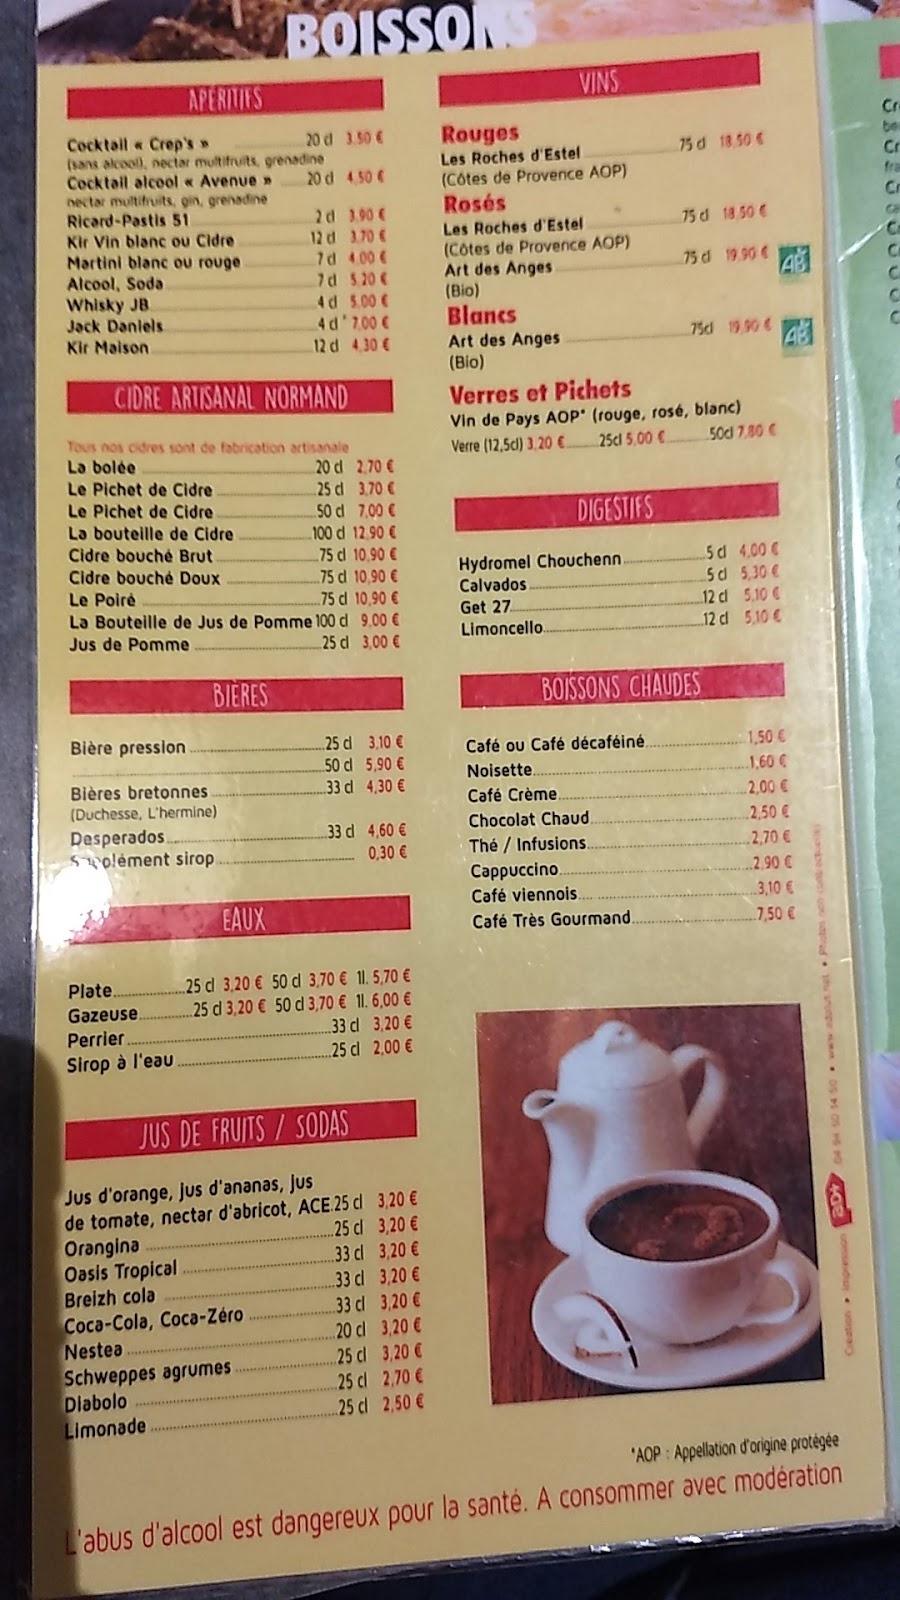 BOISSONS
APÉRITIFS
Cocktail « Crep's » 20 cl 3.50 €
(sans alcool), nectar multifruits, grenadine
Cocktail alcool « Avenue » 20 cl 4,50 €
nectar multifruits, gin, grenadine
Ricard-Pastis 51 2 cl 3.90 €
Kir Vin blanc ou Cidre 12 cl 3.70 €
Martini blanc ou rouge 7 cl 4.00 €
Alcool, Soda 7 cl 5.20 €
Whisky JB 4 cl 5.00 €
Jack Daniels 4 cl 7,00 €
Kir Maison 12 cl 4,30 €
CIDRE ARTISANAL NORMAND
Tous nos cidres sont de fabrication artisanale
La bolée 20 cl 2,70 €
Le Pichet de Cidre 25 cl 3,70 €
Le Pichet de Cidre 50 cl 7,00 €
La bouteille de Cidre 100 cl 12,90 €
Cidre bouché Brut 75 cl 10,90 €
Cidre bouché Doux 75 cl 10,90 €
Le Poiré 75 cl 10,90 €
La Bouteille de Jus de Pomme 100 cl 9,00 €
Jus de Pomme 25 cl 3,00 €
BIÈRES
Bière pression 25 cl 3,10 €
50 cl 5,90 €
Bières bretonnes 33 cl 4,30 €
(Duchesse, L'hermine)
Desperados 33 cl 4,60 €
Supplément sirop 0,30 €
EAUX
Plate 25 cl 3,20 € 50 cl 3,70 € 1l. 5,70 €
Gazeuse 25 cl 3,20 € 50 cl 3,70 € 1l. 6,00 €
Perrier 33 cl 3,20 €
Sirop à l'eau 25 cl 2,00 €
JUS DE FRUITS / SODAS
Jus d'orange, jus d'ananas, jus
de tomate, nectar d'abricot, ACE.25 cl 3,20 €
Orangina 25 cl 3,20 €
Oasis Tropical 33 cl 3,20 €
Breizh cola 33 cl 3,20 €
Coca-Cola, Coca-Zéro 33 cl 3,20 €
Nestea 20 cl 3,20 €
Schweppes agrumes 25 cl 3,20 €
Diabolo 25 cl 2,70 €
Limonade 25 cl 2,50 €
VINS
Rouges
Les Roches d'Estel 75 cl 18,50 €
(Côtes de Provence AOP)
Rosés
Les Roches d'Estel 75 cl 18,50 €
(Côtes de Provence AOP)
Art des Anges 75 cl 19.90 €
(Bio)
AB
Blancs
Art des Anges 75cl 19,90 €
(Bio)
AB
Verres et Pichets
Vin de Pays AOP* (rouge, rosé, blanc)
Verre (12,5cl) 3,20 € 25cl 5,00 € 50cl 7,80 €
DIGESTIFS
Hydromel Chouchenn 5 cl 4,00 €
Calvados 5 cl 5,30 €
Get 27 12 cl 5,10 €
Limoncello 12 cl 5,10 €
BOISSONS CHAUDES
Café ou Café décaféiné 1,50 €
Noisette 1,60 €
Café Crème 2,00 €
Chocolat Chaud 2,50 €
Thé / Infusions 2,70 €
Cappuccino 2.90 €
Café viennois 3,10 €
Café Très Gourmand 7,50 €
Création • Impression 04 94 50 14 50
*AOP : Appellation d'origine protégée
L'abus d'alcool est dangereux pour la santé. A consommer avec modération